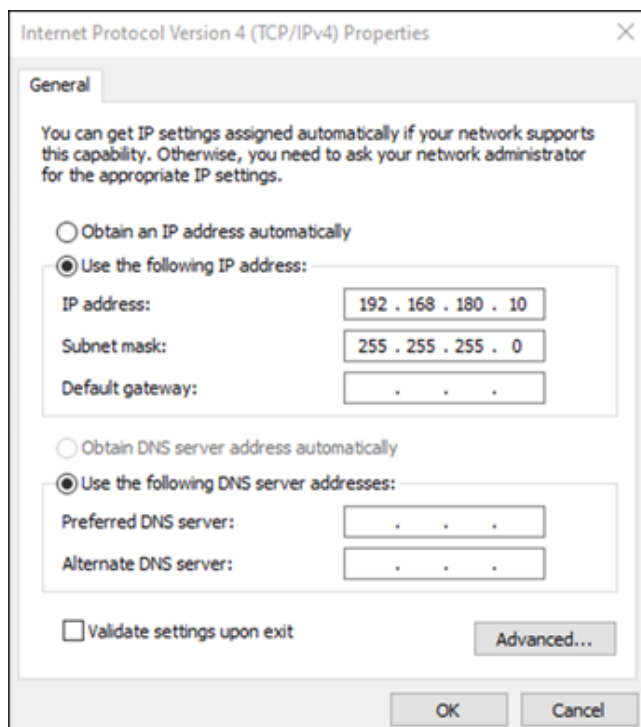 Internet Protocol Version 4 (TCP/IPv4) Properties
General
You can get IP settings assigned automatically if your network supports
this capability. Otherwise, you need to ask your network administrator
for the appropriate IP settings.
Obtain an IP address automatically
Use the following IP address:
IP address: 192 . 168 . 180 . 10
Subnet mask: 255 . 255 . 255 . 0
Default gateway: . . .
Obtain DNS server address automatically
Use the following DNS server addresses:
Preferred DNS server: . . .
Alternate DNS server: . . .
Validate settings upon exit
Advanced...
OK Cancel